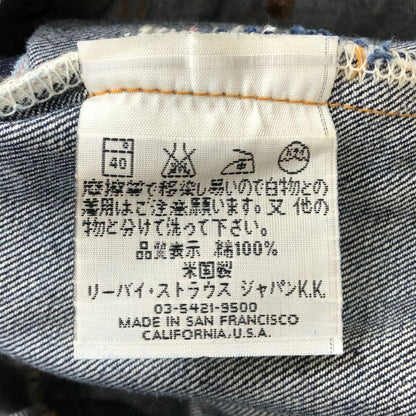 40
摩擦等で移染し易いので白物との
着用はご注意願います。又 他の
物と分けて洗って下さい。
品質表示 綿100%
米国製
リーバイ・ストラウス ジャパンK.K.
03-5421-9500
MADE IN SAN FRANCISCO
CALIFORNIA, U.S.A.